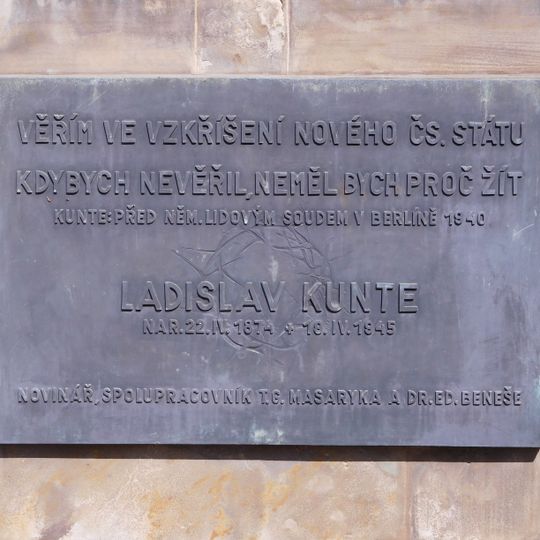 VĚŘÍM VE VZKŘÍŠENÍ NOVÉHO ČS. STÁTU
KDYBYCH NEVĚŘIL, NEMĚL BYCH PROČ ŽÍT
KUNTE: PŘED NĚM. LIDOVÝM SOUDEM V BERLÍNĚ 1940
LADISLAV KUNTE
NAR. 22. IV. 1874 + 18. IV. 1945
NOVINÁŘ, SPOLUPRACOVNÍK T. G. MASARYKA A DR. ED. BENEŠE